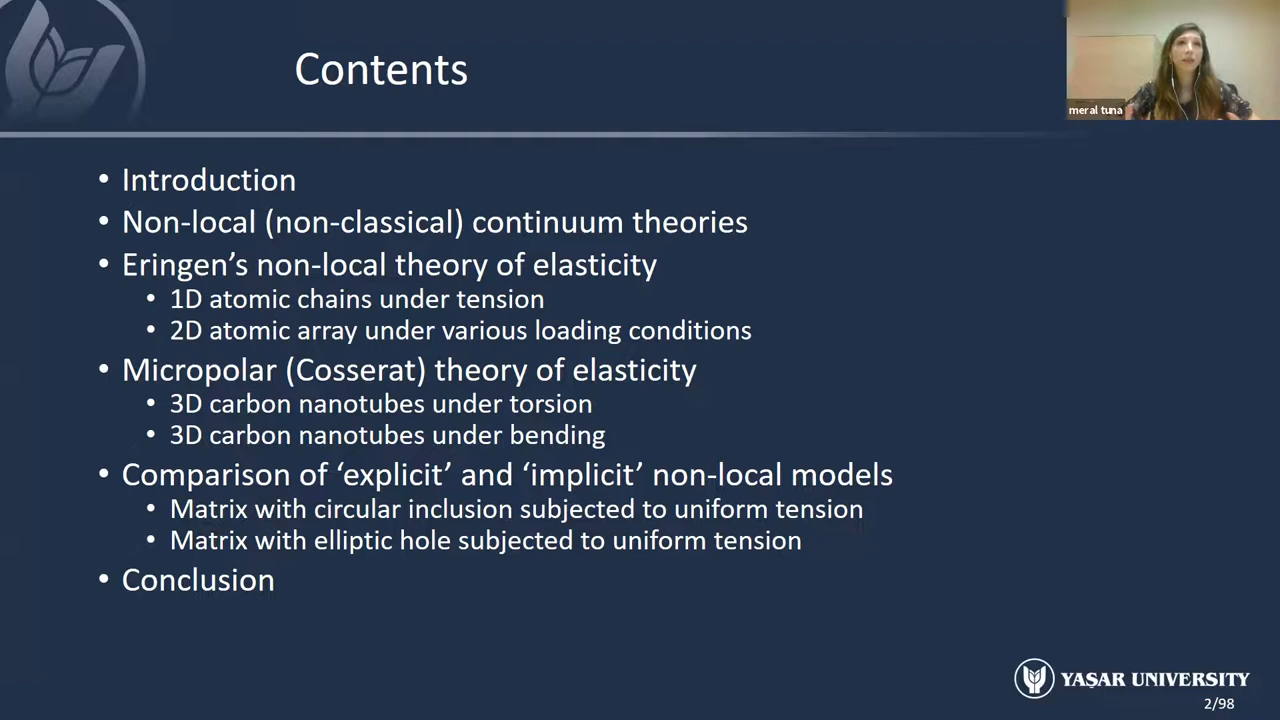 Contents
meral tuna
• Introduction
• Non-local (non-classical) continuum theories
• Eringen’s non-local theory of elasticity
• 1D atomic chains under tension
• 2D atomic array under various loading conditions
• Micropolar (Cosserat) theory of elasticity
• 3D carbon nanotubes under torsion
• 3D carbon nanotubes under bending
• Comparison of ‘explicit’ and ‘implicit’ non-local models
• Matrix with circular inclusion subjected to uniform tension
• Matrix with elliptic hole subjected to uniform tension
• Conclusion
YAŞAR UNIVERSITY
2/98